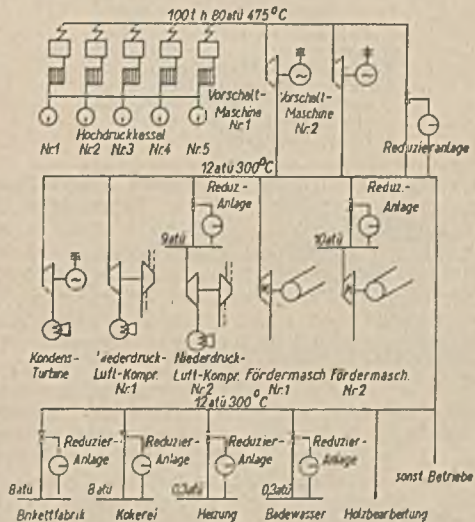 100 t h 80 atü 475°C
Vorschalt-
Maschine
Nr. 1
Vorschalt-
Maschine
Nr. 2
Hochdruckkessel
Nr.1 Nr.2 Nr.3 Nr.4 Nr.5
Reduzieranlage
12 atü 300°C
Reduz-
Anlage
Reduz.-
Anlage
9 atü
10 atü
Kondens-
Turbine
Niederdruck-
Luft-Kompr.
Nr.1
Niederdruck-
Luft-Kompr.
Nr. 2
Fördermasch
Nr.1
Fördermasch.
Nr. 2
12 atü 300°C
Reduzier-
Anlage
Reduzier-
Anlage
Reduzier-
Anlage
Reduzier-
Anlage
sonst Betriebe
8 atü
8 atü
0,3 atü
0,3 atü
Brikettfabrik
Kokerei
Heizung
Badewasser
Holzbearbeitung